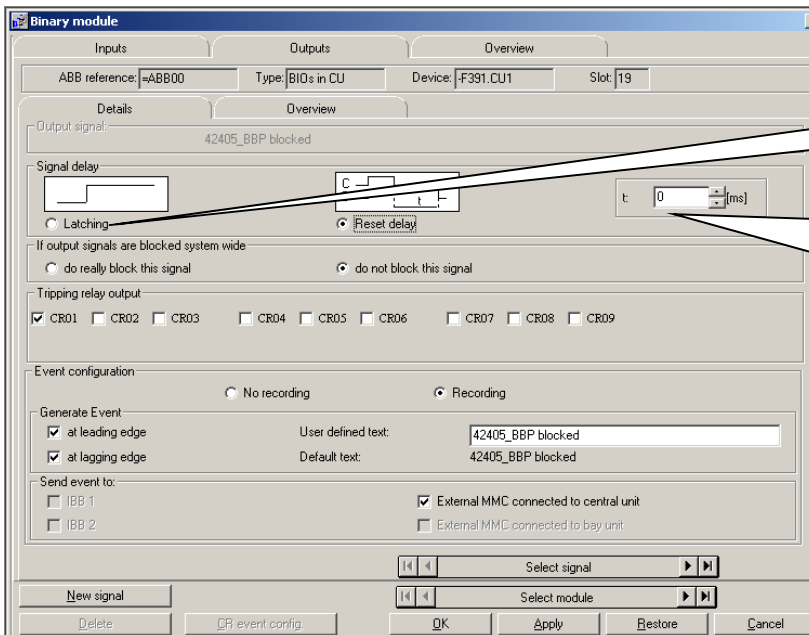 Binary module
Inputs Outputs Overview
ABB reference: =ABB00 Type: BIOs in CU Device: -F391.CU1 Slot: 19
Details Overview
Output signal:
42405_BBP blocked
Signal delay
C
t
t: 0 [ms]
Latching Reset delay
If output signals are blocked system wide
do really block this signal do not block this signal
Tripping relay output
CR01 CR02 CR03 CR04 CR05 CR06 CR07 CR08 CR09
Event configuration
No recording Recording
Generate Event
at leading edge User defined text: 42405_BBP blocked
at lagging edge Default text: 42405_BBP blocked
Send event to:
IBB 1 External MMC connected to central unit
IBB 2 External MMC connected to bay unit
Select signal
New signal Select module
Delete CR event config. OK Apply Restore Cancel